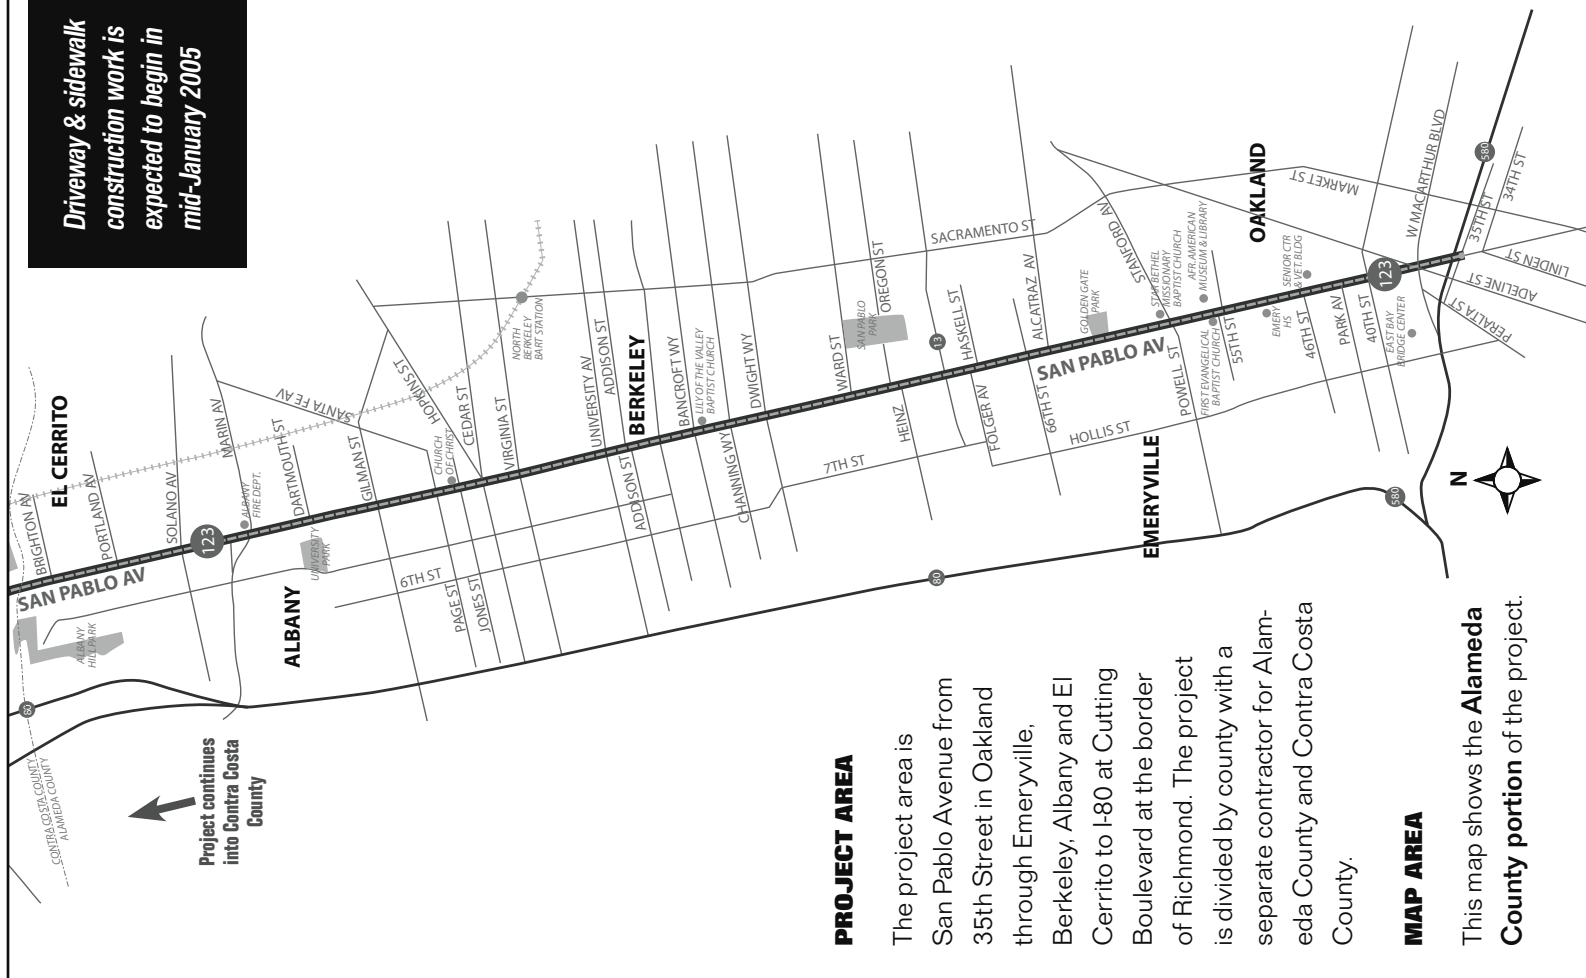 Driveway & sidewalk
construction work is
expected to begin in
mid-January 2005
EL CERRITO
BRIGHTON AV
PORTLAND AV
SOLANO AV
SAN PABLO AV
123
MARIN AV
ALBANY
FIRE DEPT.
DARTMOUTH ST
SANTA FE AV
GILMAN ST
UNIVERSITY
PARK
ALBANY
HILL PARK
ALBANY
80
CONTRA COSTA COUNTY
ALAMEDA COUNTY
Project continues
into Contra Costa
County
HOPKINS ST
CHURCH
OF CHRIST
CEDAR ST
VIRGINIA ST
6TH ST
PAGE ST
JONES ST
NORTH
BERKELEY
BART STATION
UNIVERSITY AV
ADDISON ST
ADDISON ST
BERKELEY
BANCROFT WY
LILY OF THE VALLEY
BAPTIST CHURCH
CHANNING WY
DWIGHT WY
7TH ST
WARD ST
SAN PABLO
PARK
OREGON ST
HEINZ
SACRAMENTO ST
13
HASKELL ST
FOLGER AV
80
ALCATRAZ AV
66TH ST
SAN PABLO AV
GOLDEN GATE
PARK
HOLLIS ST
STANFORD AV
STAR BETHEL
MISSIONARY
BAPTIST CHURCH
AFR. AMERICAN
MUSEUM & LIBRARY
POWELL ST
FIRST EVANGELICAL
BAPTIST CHURCH
55TH ST
EMERYVILLE
OAKLAND
EMERY
HS
SENIOR CTR
& VET. BLDG
46TH ST
MARKET ST
PARK AV
40TH ST
123
EAST BAY
BRIDGE CENTER
W MACARTHUR BLVD
580
580
35TH ST
34TH ST
LINDEN ST
ADELINE ST
PERALTA ST
N
PROJECT AREA
The project area is
San Pablo Avenue from
35th Street in Oakland
through Emeryville,
Berkeley, Albany and El
Cerrito to I-80 at Cutting
Boulevard at the border
of Richmond. The project
is divided by county with a
separate contractor for Alam-
eda County and Contra Costa
County.
MAP AREA
This map shows the Alameda
County portion of the project.